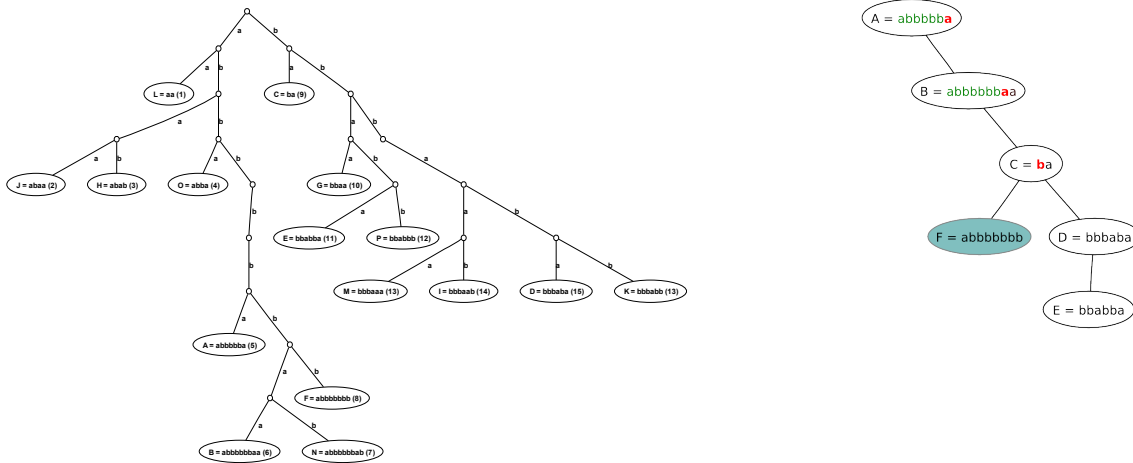 A = abbbbba
a b
a b a b
B = abbbbbbaa
L = aa (1)
C = ba (9)
a b a b
C = ba
a b a b a b a
J = abaa (2)
H = abab (3)
O = abba (4)
G = bbaa (10)
b a b a b
E = bbabba (11)
P = bbabbb (12)
F = abbbbbbb
D = bbbaba
b a b a b
M = bbbaaa (13)
I = bbbaab (14)
D = bbbaba (15)
K = bbbabb (13)
E = bbabba
a b
A = abbbbba (5)
a b
F = abbbbbbb (8)
a b
B = abbbbbbaa (6)
N = abbbbbbab (7)